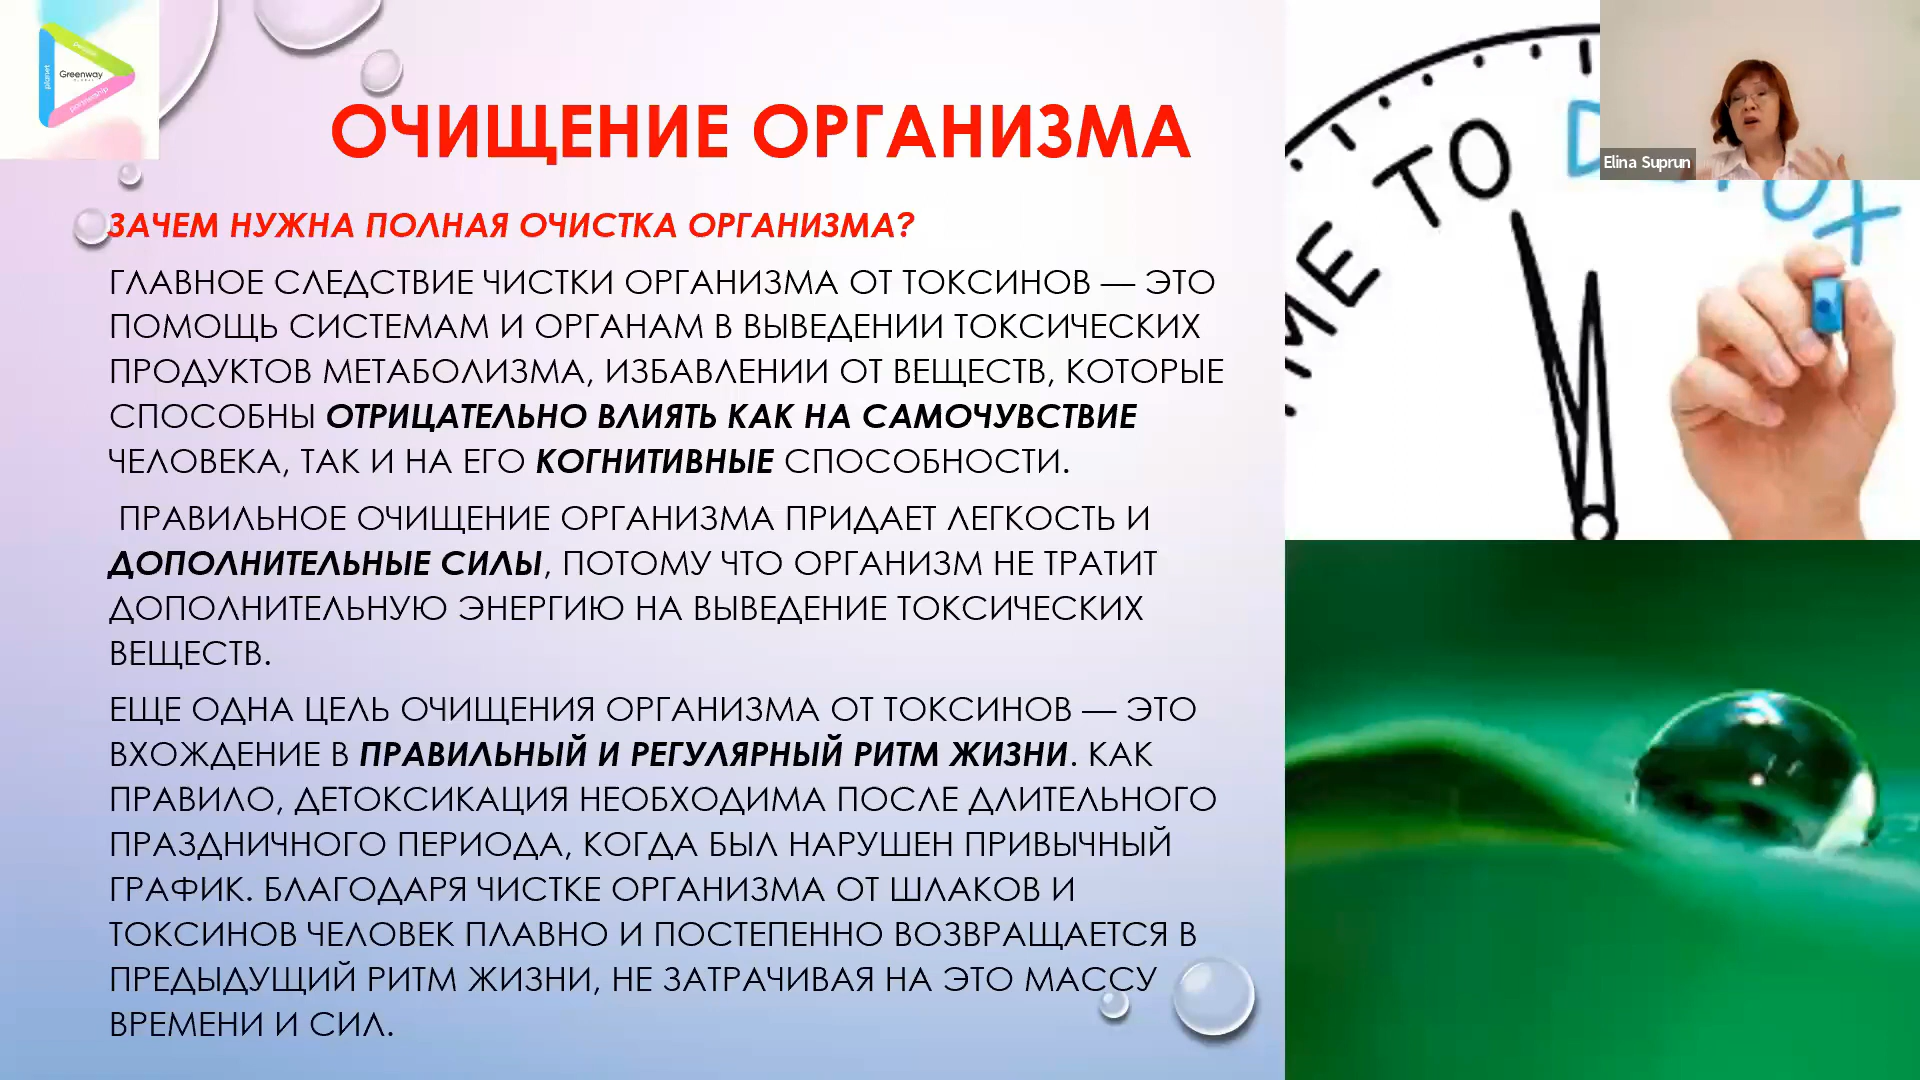 planet
people
Greenway
GLOBAL
partnership
ОЧИЩЕНИЕ ОРГАНИЗМА
ЗАЧЕМ НУЖНА ПОЛНАЯ ОЧИСТКА ОРГАНИЗМА?
ГЛАВНОЕ СЛЕДСТВИЕ ЧИСТКИ ОРГАНИЗМА ОТ ТОКСИНОВ — ЭТО
ПОМОЩЬ СИСТЕМАМ И ОРГАНАМ В ВЫВЕДЕНИИ ТОКСИЧЕСКИХ
ПРОДУКТОВ МЕТАБОЛИЗМА, ИЗБАВЛЕНИИ ОТ ВЕЩЕСТВ, КОТОРЫЕ
СПОСОБНЫ ОТРИЦАТЕЛЬНО ВЛИЯТЬ КАК НА САМОЧУВСТВИЕ
ЧЕЛОВЕКА, ТАК И НА ЕГО КОГНИТИВНЫЕ СПОСОБНОСТИ.
ПРАВИЛЬНОЕ ОЧИЩЕНИЕ ОРГАНИЗМА ПРИДАЕТ ЛЕГКОСТЬ И
ДОПОЛНИТЕЛЬНЫЕ СИЛЫ, ПОТОМУ ЧТО ОРГАНИЗМ НЕ ТРАТИТ
ДОПОЛНИТЕЛЬНУЮ ЭНЕРГИЮ НА ВЫВЕДЕНИЕ ТОКСИЧЕСКИХ
ВЕЩЕСТВ.
ЕЩЕ ОДНА ЦЕЛЬ ОЧИЩЕНИЯ ОРГАНИЗМА ОТ ТОКСИНОВ — ЭТО
ВХОЖДЕНИЕ В ПРАВИЛЬНЫЙ И РЕГУЛЯРНЫЙ РИТМ ЖИЗНИ. КАК
ПРАВИЛО, ДЕТОКСИКАЦИЯ НЕОБХОДИМА ПОСЛЕ ДЛИТЕЛЬНОГО
ПРАЗДНИЧНОГО ПЕРИОДА, КОГДА БЫЛ НАРУШЕН ПРИВЫЧНЫЙ
ГРАФИК. БЛАГОДАРЯ ЧИСТКЕ ОРГАНИЗМА ОТ ШЛАКОВ И
ТОКСИНОВ ЧЕЛОВЕК ПЛАВНО И ПОСТЕПЕННО ВОЗВРАЩАЕТСЯ В
ПРЕДЫДУЩИЙ РИТМ ЖИЗНИ, НЕ ЗАТРАЧИВАЯ НА ЭТО МАССУ
ВРЕМЕНИ И СИЛ.
TO
Elina Suprun